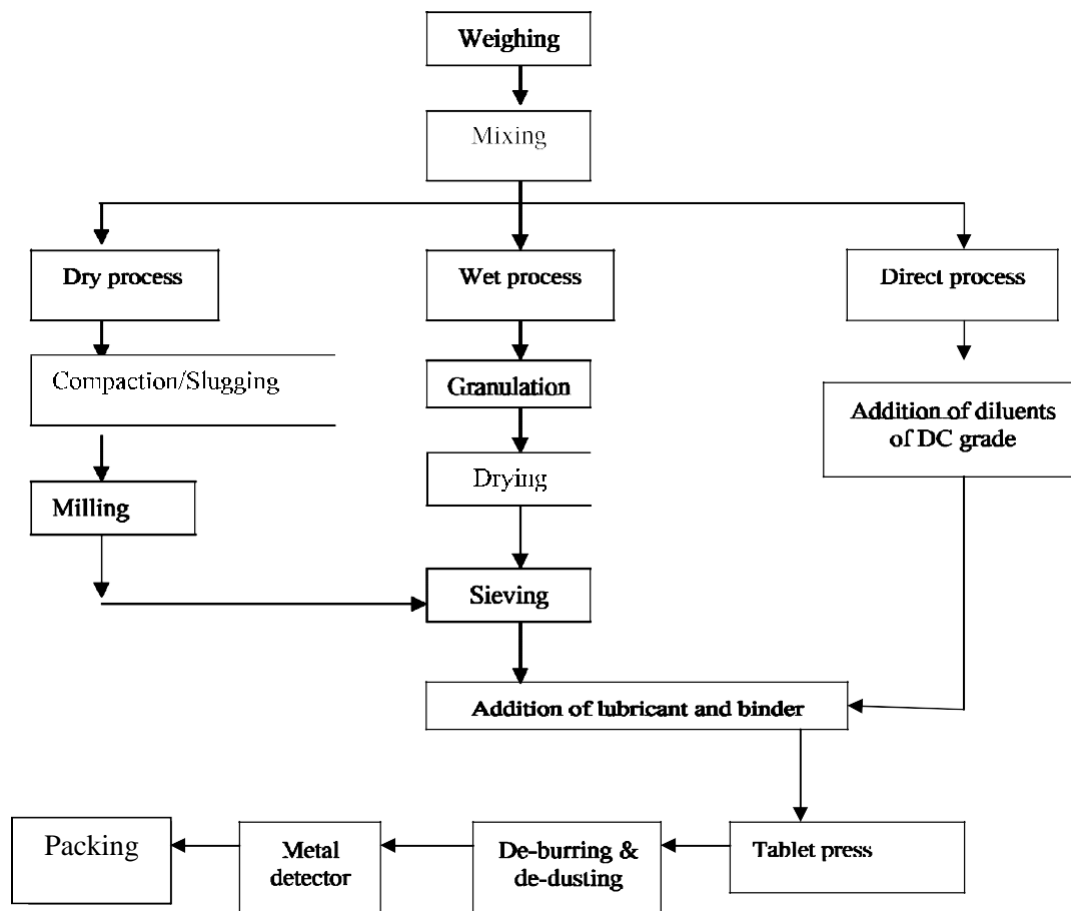 Weighing
Mixing
Dry process
Wet process
Direct process
Compaction/Slugging
Granulation
Addition of diluents
of DC grade
Drying
Milling
Sieving
Addition of lubricant and binder
Packing
Metal
detector
De-burring &
de-dusting
Tablet press